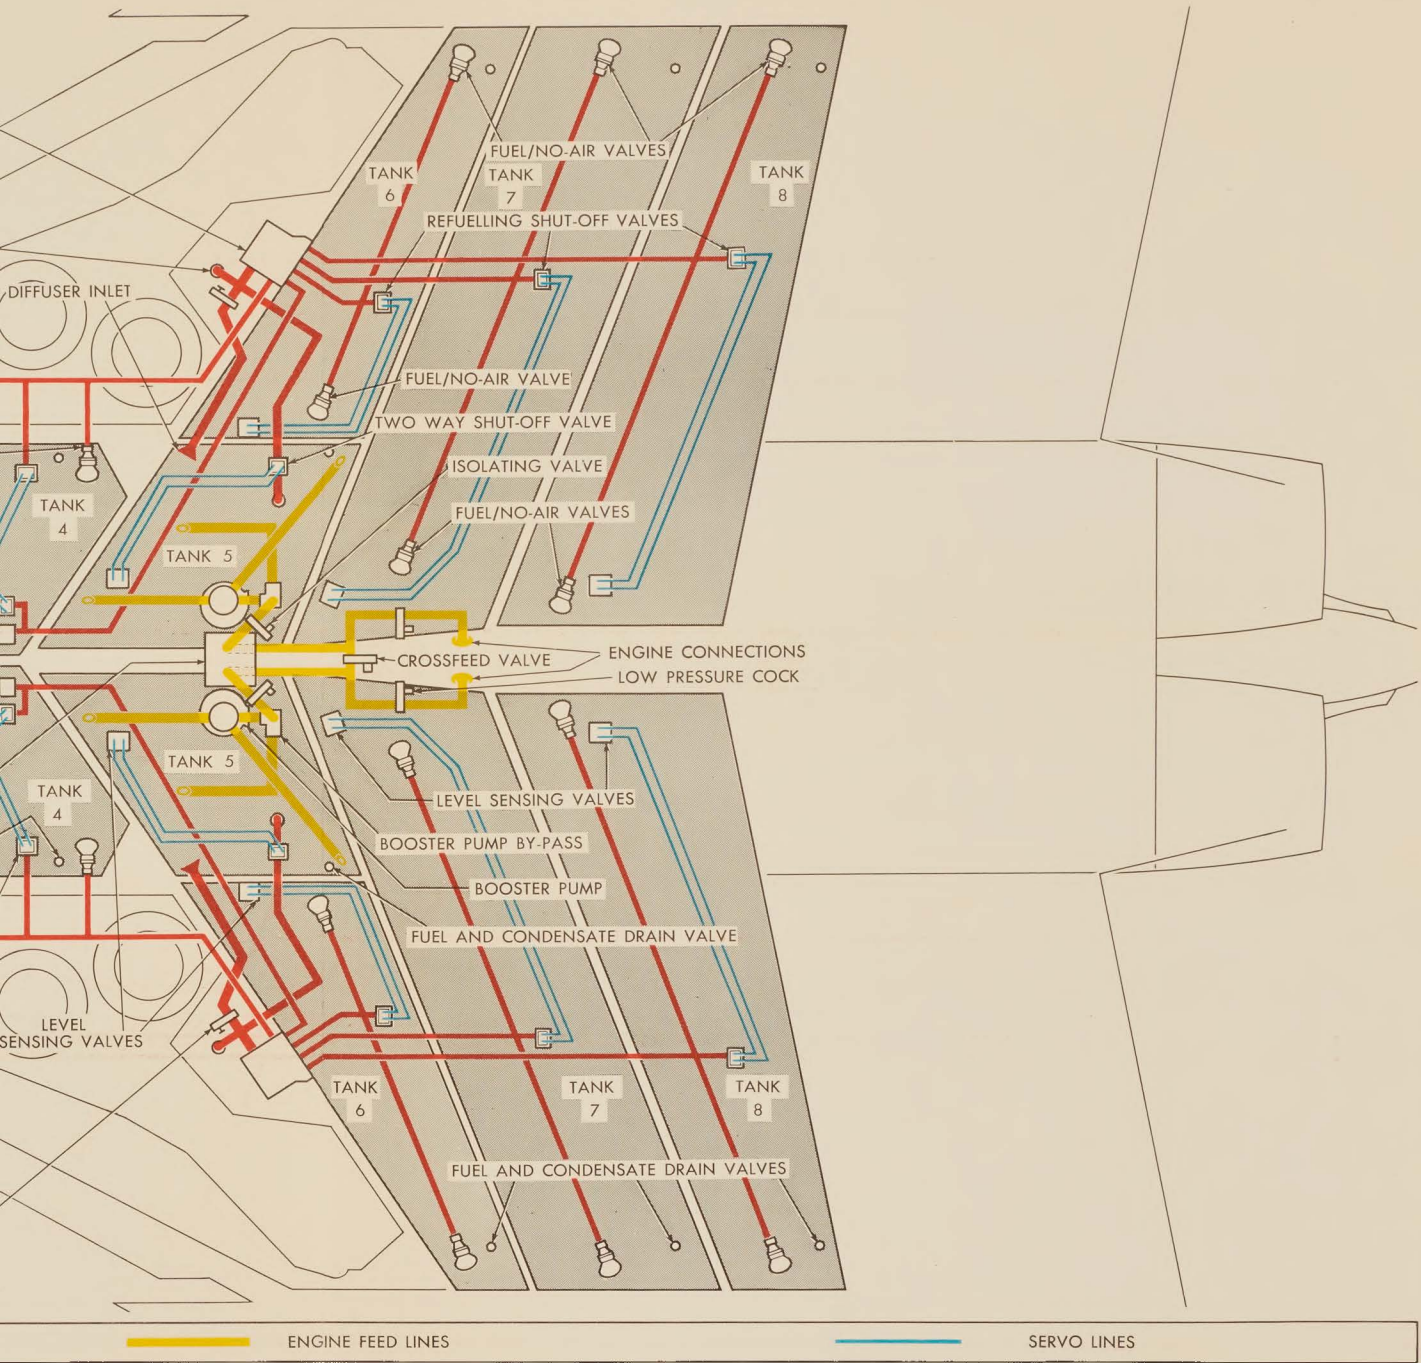 FUEL/NO-AIR VALVES
TANK
6
TANK
7
TANK
8
REFUELLING SHUT-OFF VALVES
DIFFUSER INLET
FUEL/NO-AIR VALVE
TWO WAY SHUT-OFF VALVE
ISOLATING VALVE
TANK
4
FUEL/NO-AIR VALVES
TANK 5
CROSSFEED VALVE
ENGINE CONNECTIONS
LOW PRESSURE COCK
TANK 5
TANK
4
LEVEL SENSING VALVES
BOOSTER PUMP BY-PASS
BOOSTER PUMP
FUEL AND CONDENSATE DRAIN VALVE
LEVEL
SENSING VALVES
TANK
6
TANK
7
TANK
8
FUEL AND CONDENSATE DRAIN VALVES
ENGINE FEED LINES
SERVO LINES